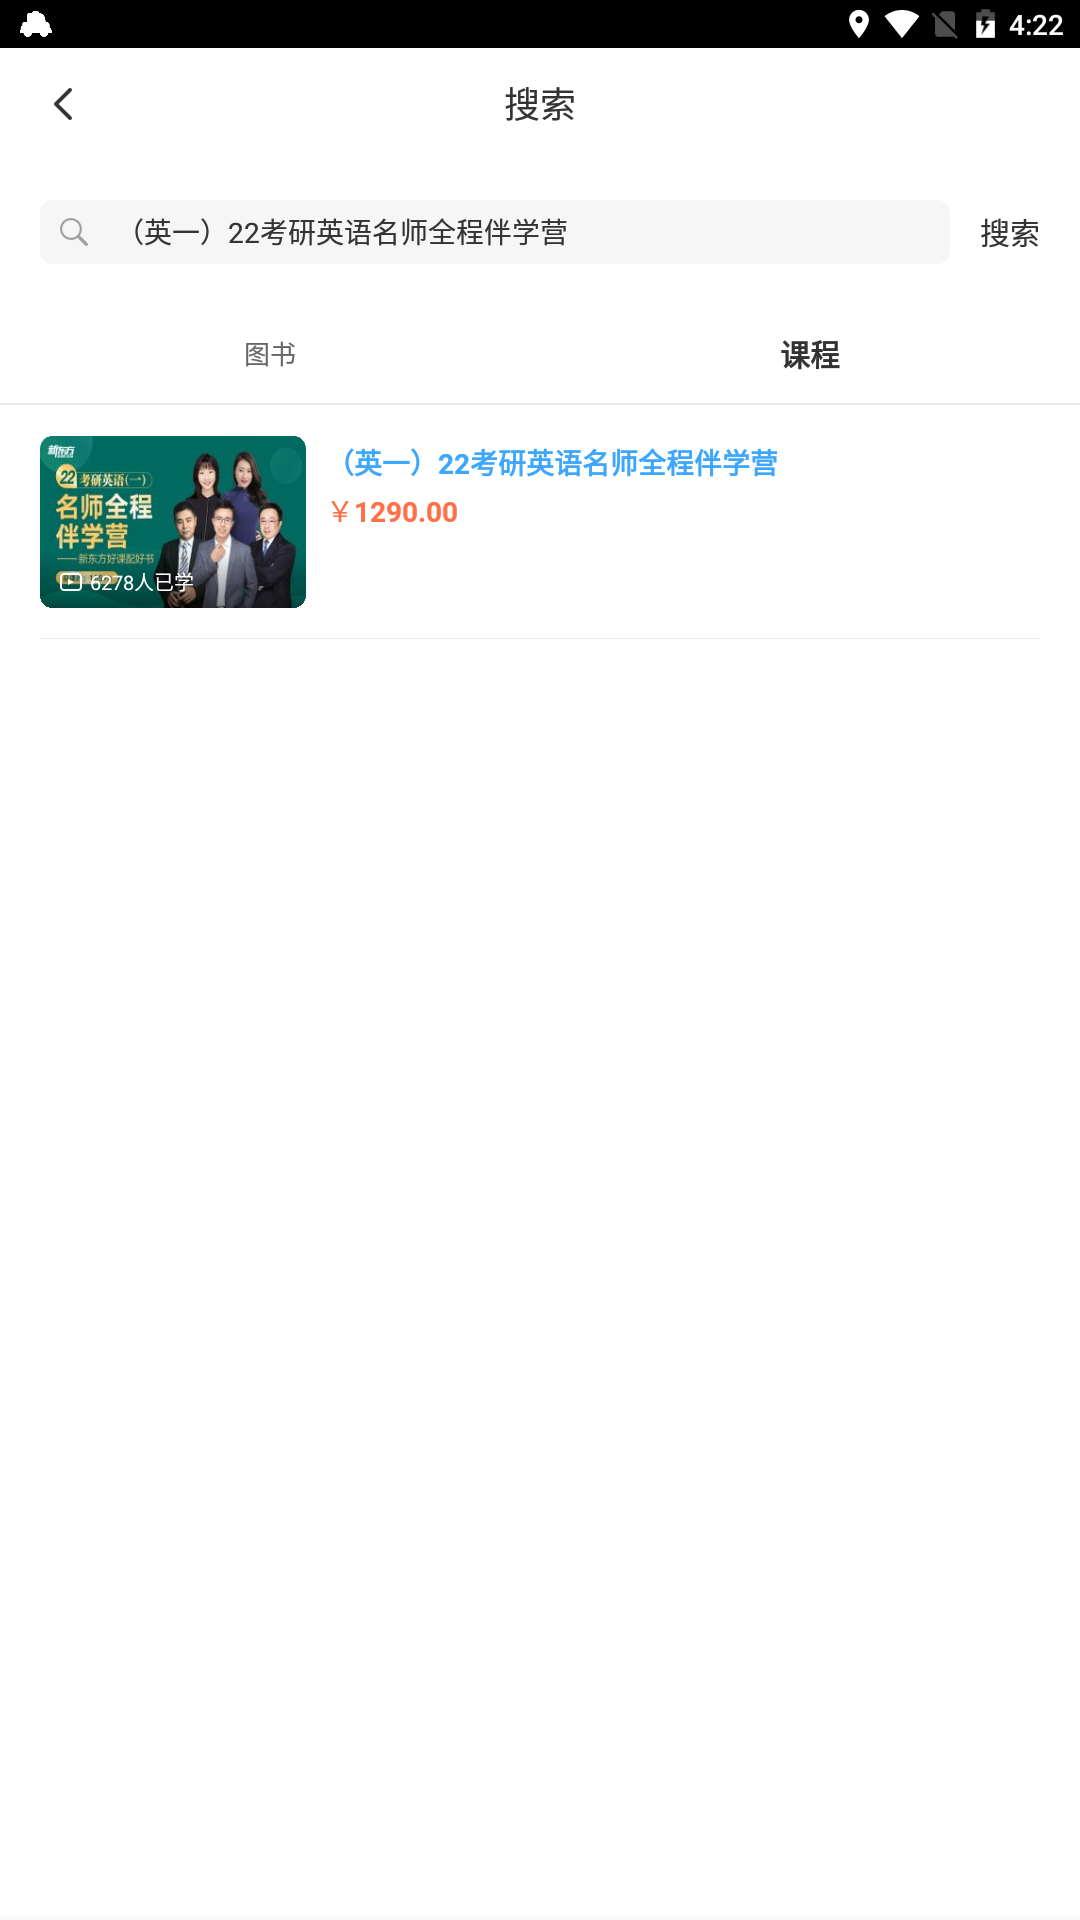 4:22
搜索
（英一）22考研英语名师全程伴学营
搜索
图书
课程
新东方
22考研英语(一)
名师全程
伴学营
——新东方好课配好书
6278人已学
（英一）22考研英语名师全程伴学营
￥1290.00